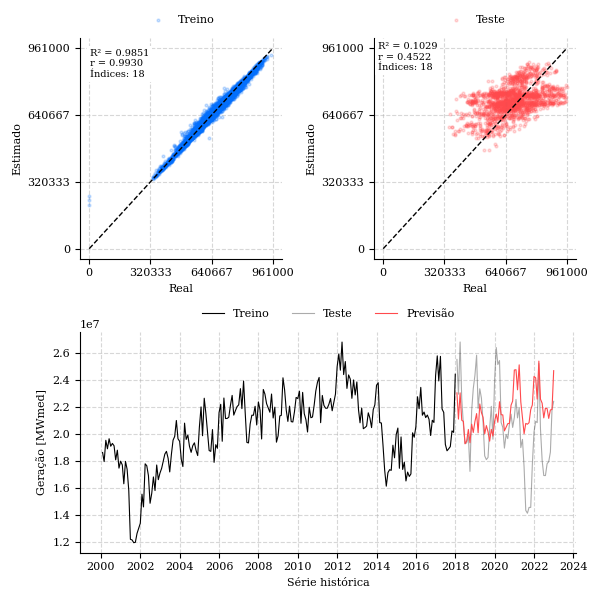 Treino
Teste
961000
640667
320333
0
R² = 0.9851
r = 0.9930
Índices: 18
Estimado
0
320333
640667
961000
Real
961000
640667
320333
0
R² = 0.1029
r = 0.4522
Índices: 18
Estimado
0
320333
640667
961000
Real
Treino
Teste
Previsão
1e7
2.6
2.4
2.2
2.0
1.8
1.6
1.4
1.2
Geração [MWmed]
2000 2002 2004 2006 2008 2010 2012 2014 2016 2018 2020 2022 2024
Série histórica